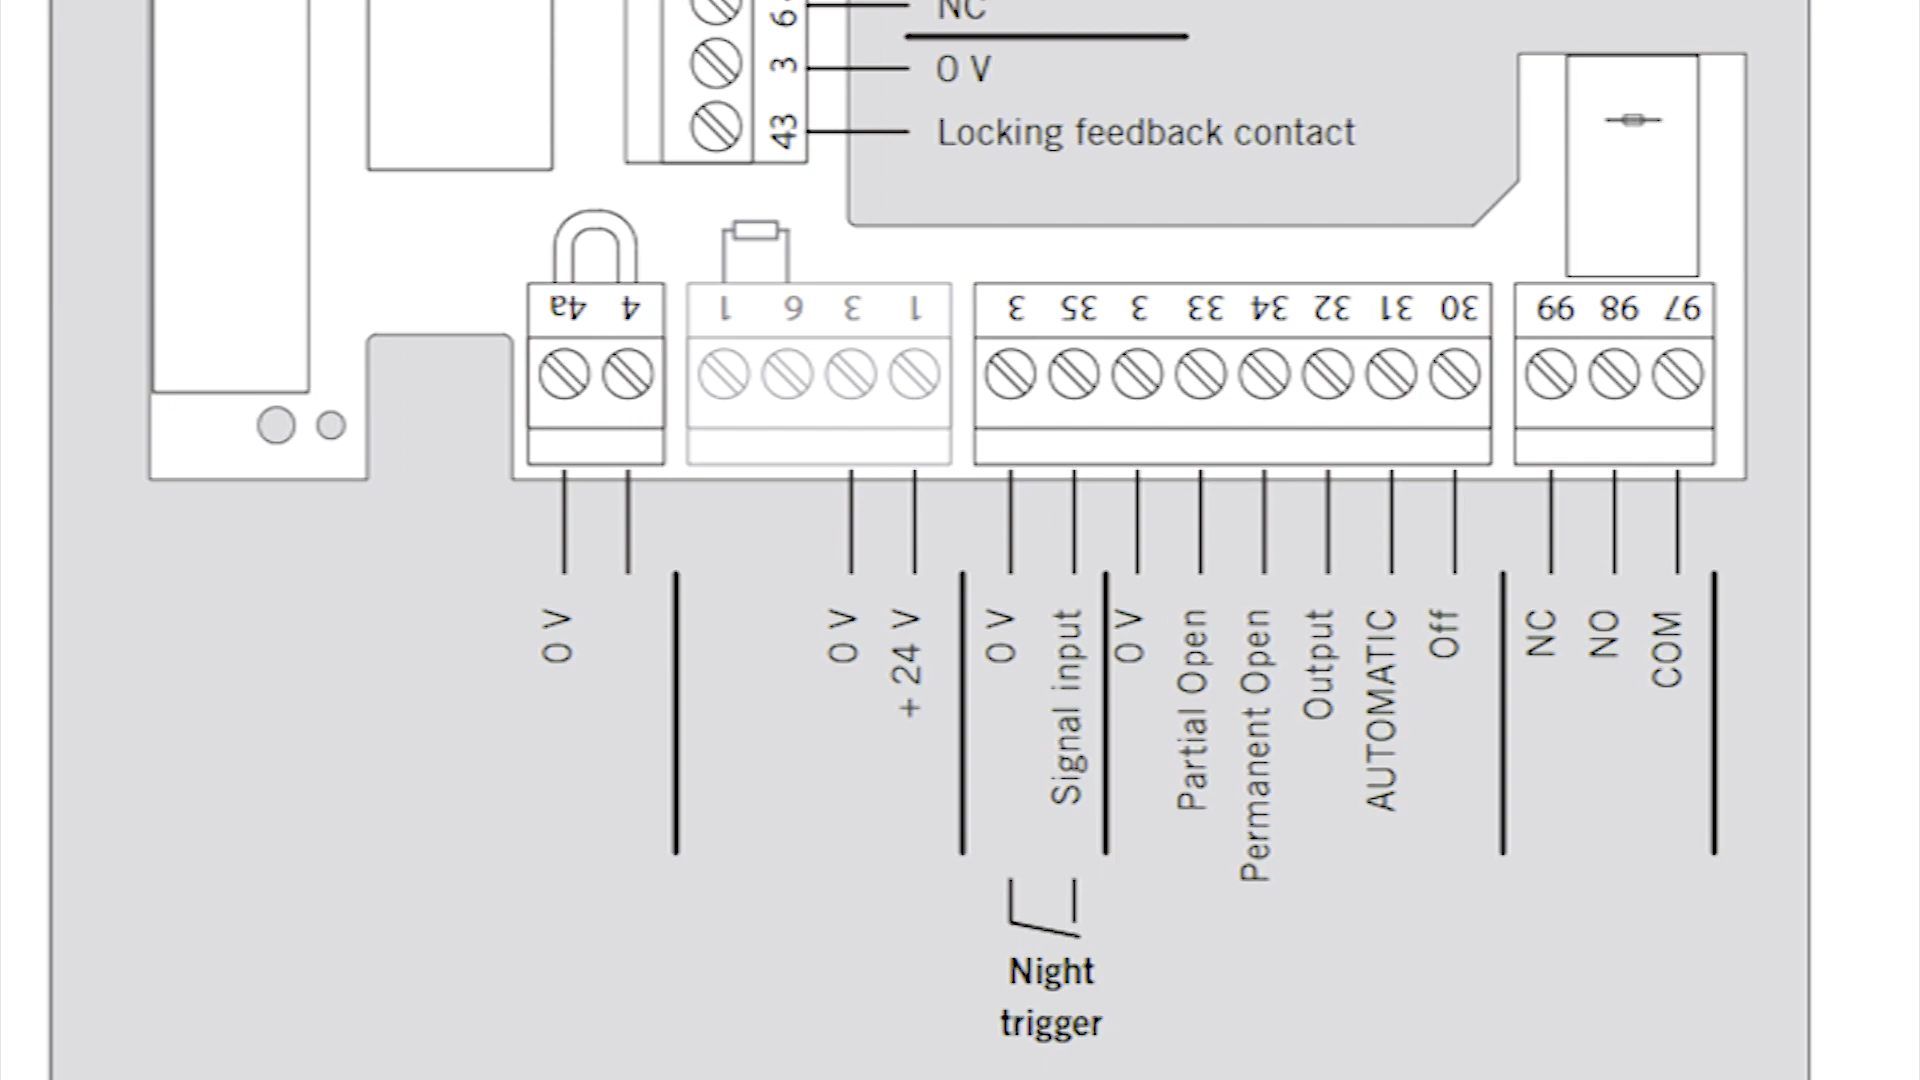 6 NC
3 0 V
43 Locking feedback contact
4a 4 1 6 3 1 3 35 3 33 34 32 31 30 99 98 97
0 V
0 V
+ 24 V
0 V
Signal input
0 V
Partial Open
Permanent Open
Output
AUTOMATIC
Off
NC
NO
COM
Night
trigger